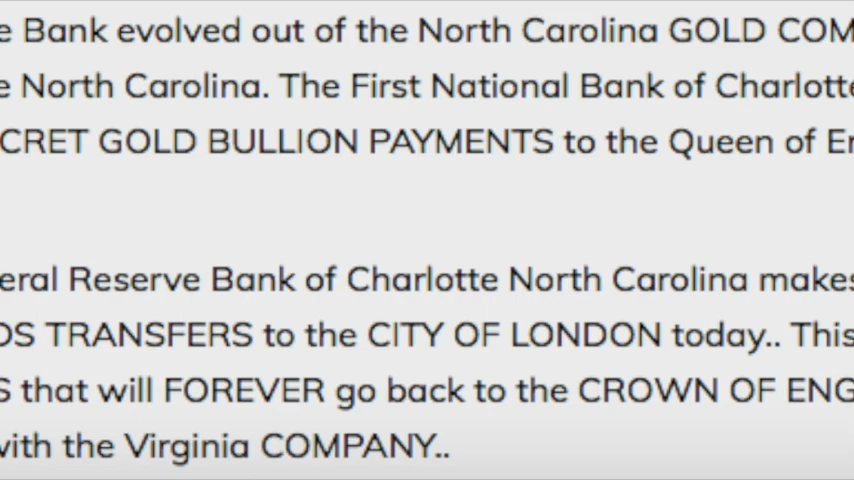 e Bank evolved out of the North Carolina GOLD COM
e North Carolina. The First National Bank of Charlotte
CRET GOLD BULLION PAYMENTS to the Queen of En
eral Reserve Bank of Charlotte North Carolina makes
DS TRANSFERS to the CITY OF LONDON today.. This
S that will FOREVER go back to the CROWN OF ENG
with the Virginia COMPANY..